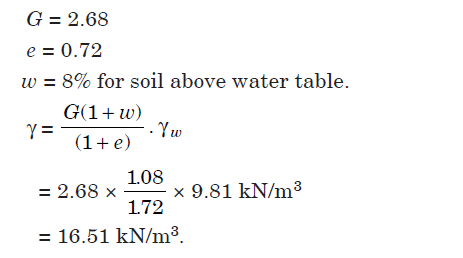 G = 2.68
e = 0.72
w = 8% for soil above water table.
γ = G(1 + w) / (1 + e) . γw
= 2.68 × 1.08 / 1.72 × 9.81 kN/m³
= 16.51 kN/m³.